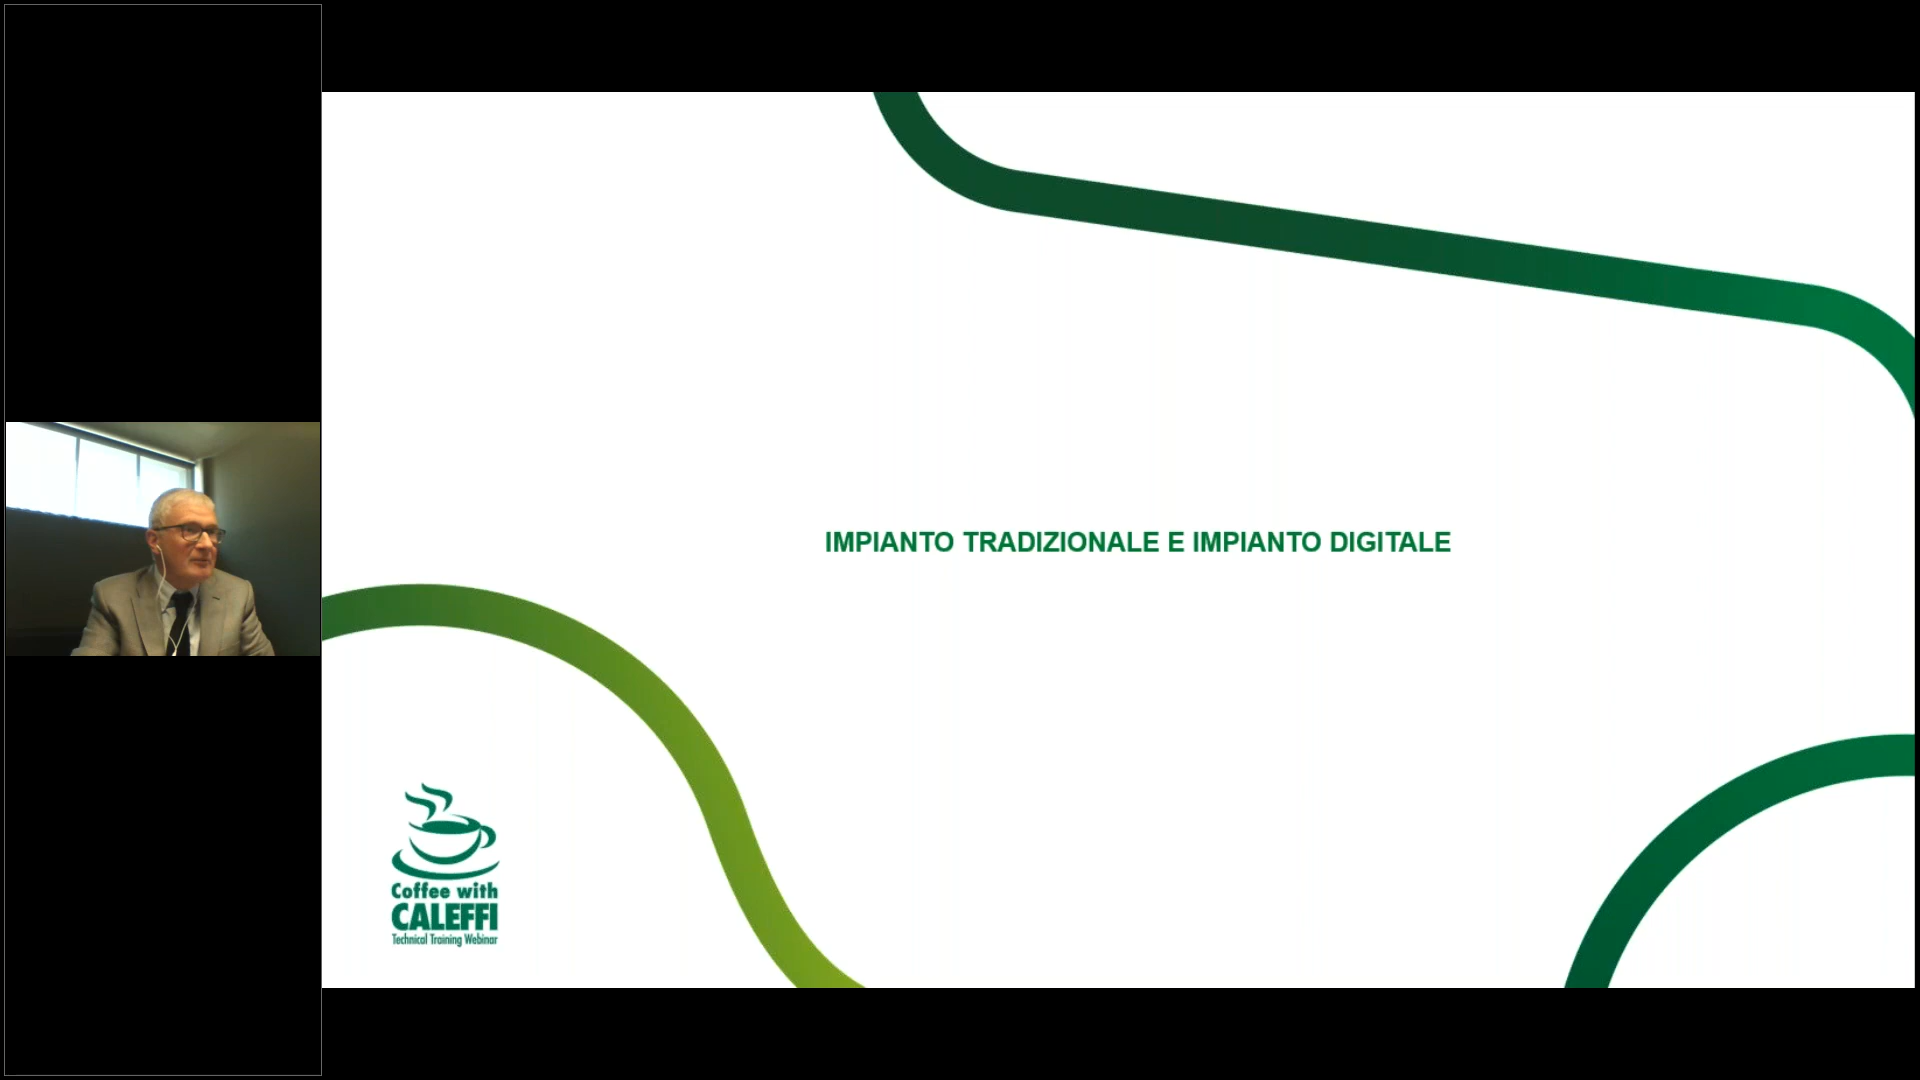 IMPIANTO TRADIZIONALE E IMPIANTO DIGITALE
Coffee with
CALEFFI
Technical Training Webinar